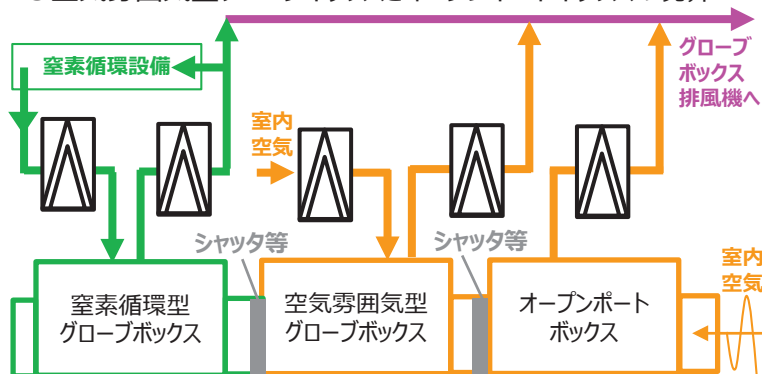 グローブ
ボックス
排風機へ
窒素循環設備
室内
空気
シャッタ等
シャッタ等
室内
空気
窒素循環型
グローブボックス
空気雰囲気型
グローブボックス
オープンポート
ボックス